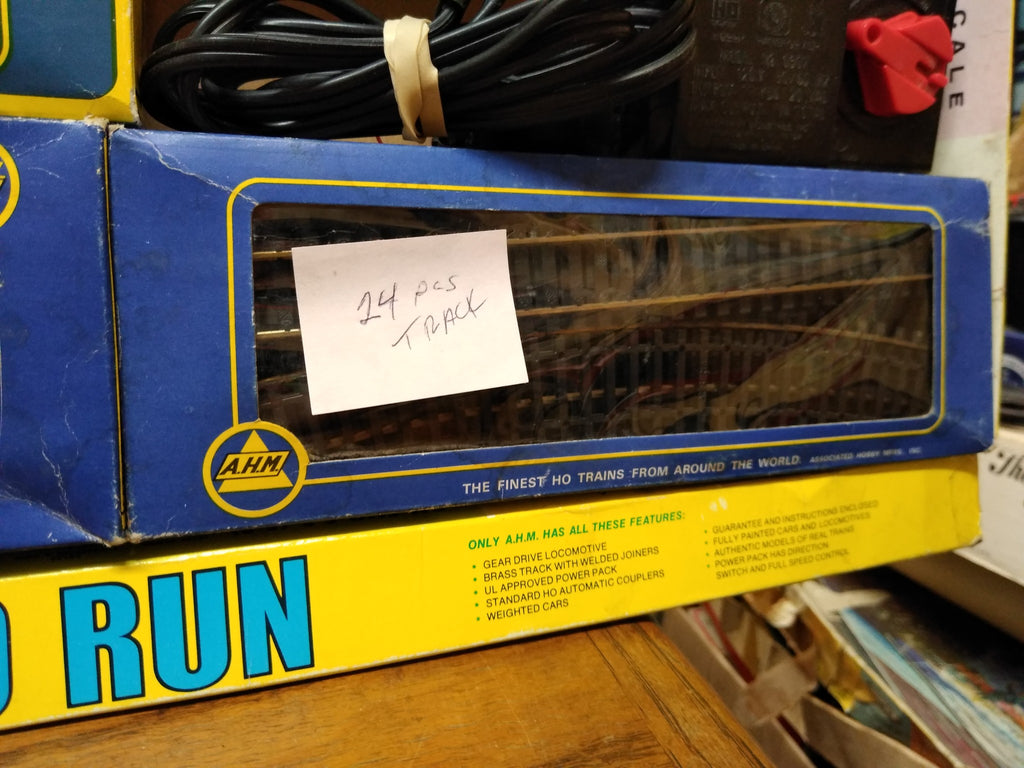 CALE
24 pcs
TRACK
A.H.M.
THE FINEST HO TRAINS FROM AROUND THE WORLD. ASSOCIATED HOBBY MFRS., INC.
RUN
ONLY A.H.M. HAS ALL THESE FEATURES:
• GEAR DRIVE LOCOMOTIVE
• BRASS TRACK WITH WELDED JOINERS
• UL APPROVED POWER PACK
• STANDARD HO AUTOMATIC COUPLERS
• WEIGHTED CARS
• GUARANTEE AND INSTRUCTIONS ENCLOSED
• FULLY PAINTED CARS AND LOCOMOTIVES
• AUTHENTIC MODELS OF REAL TRAINS
• POWER PACK HAS DIRECTION
SWITCH AND FULL SPEED CONTROL